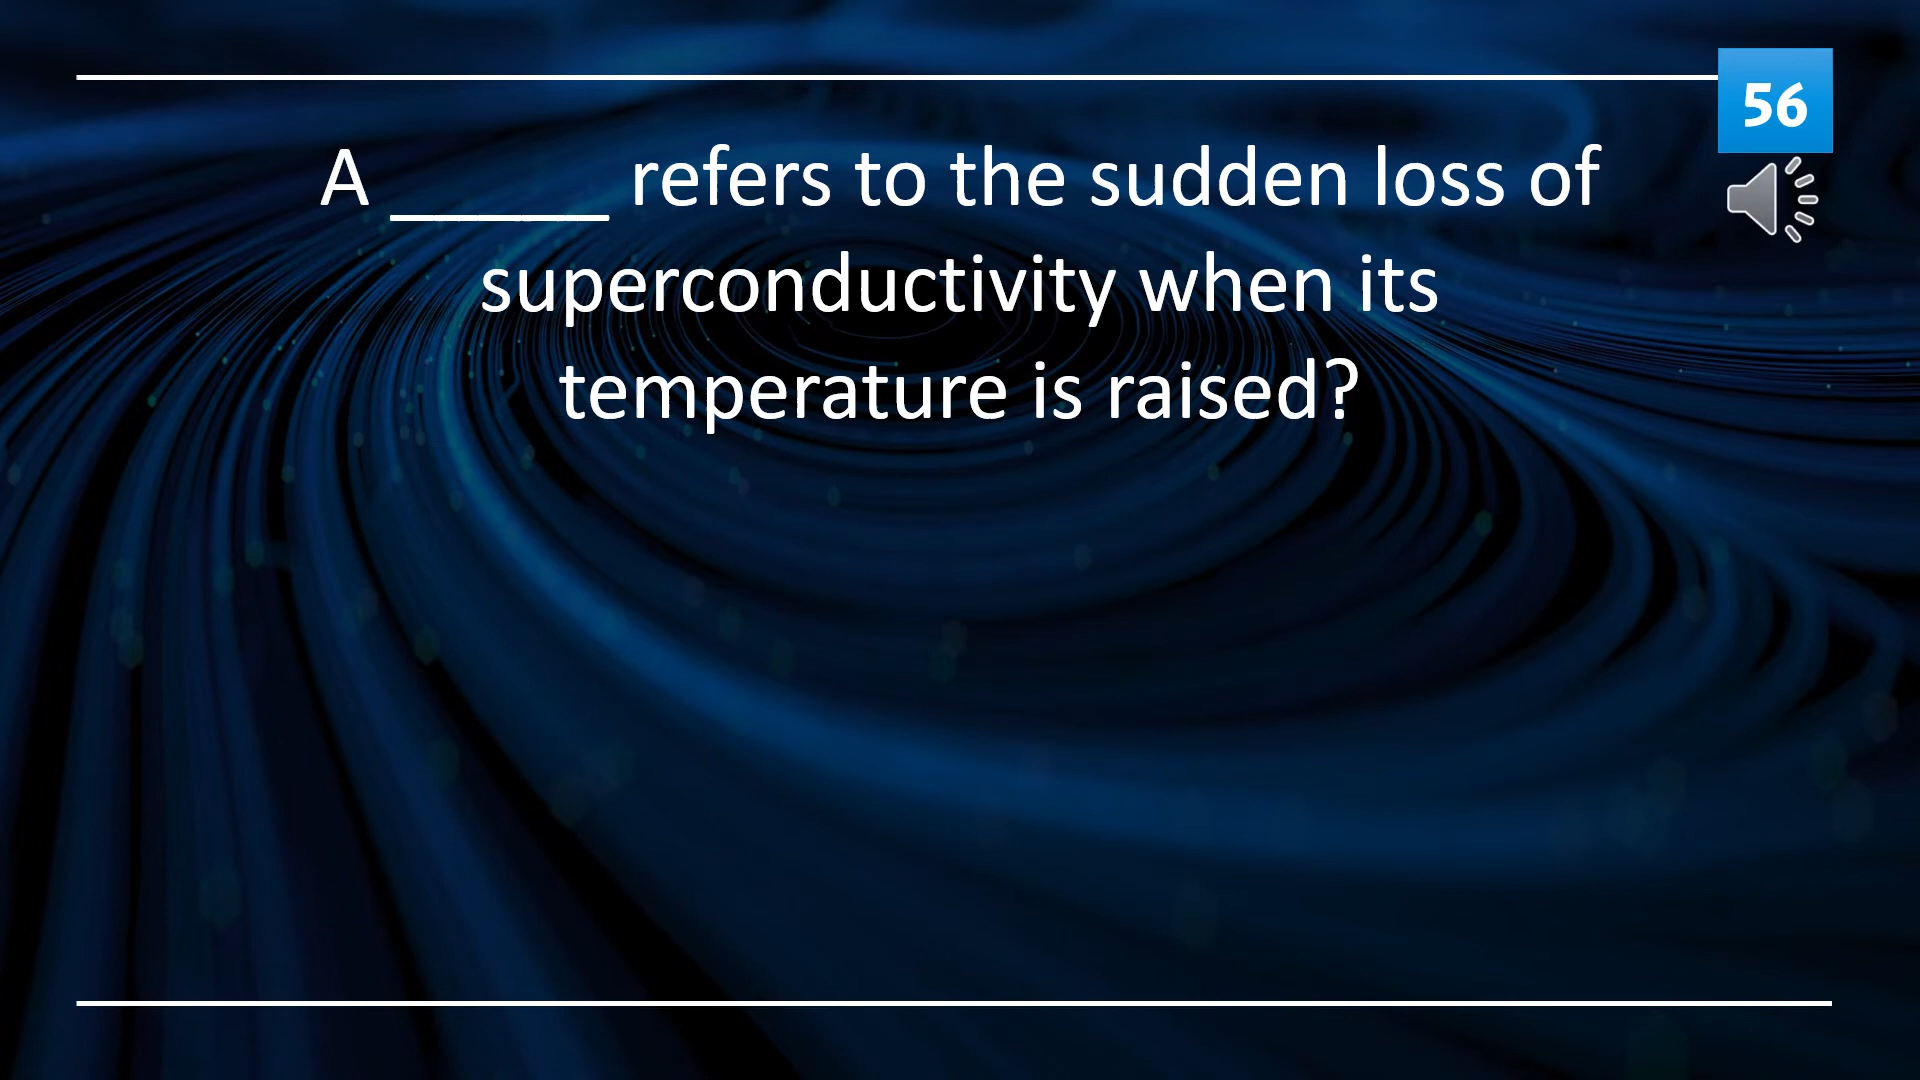 56
A _____ refers to the sudden loss of
superconductivity when its
temperature is raised?